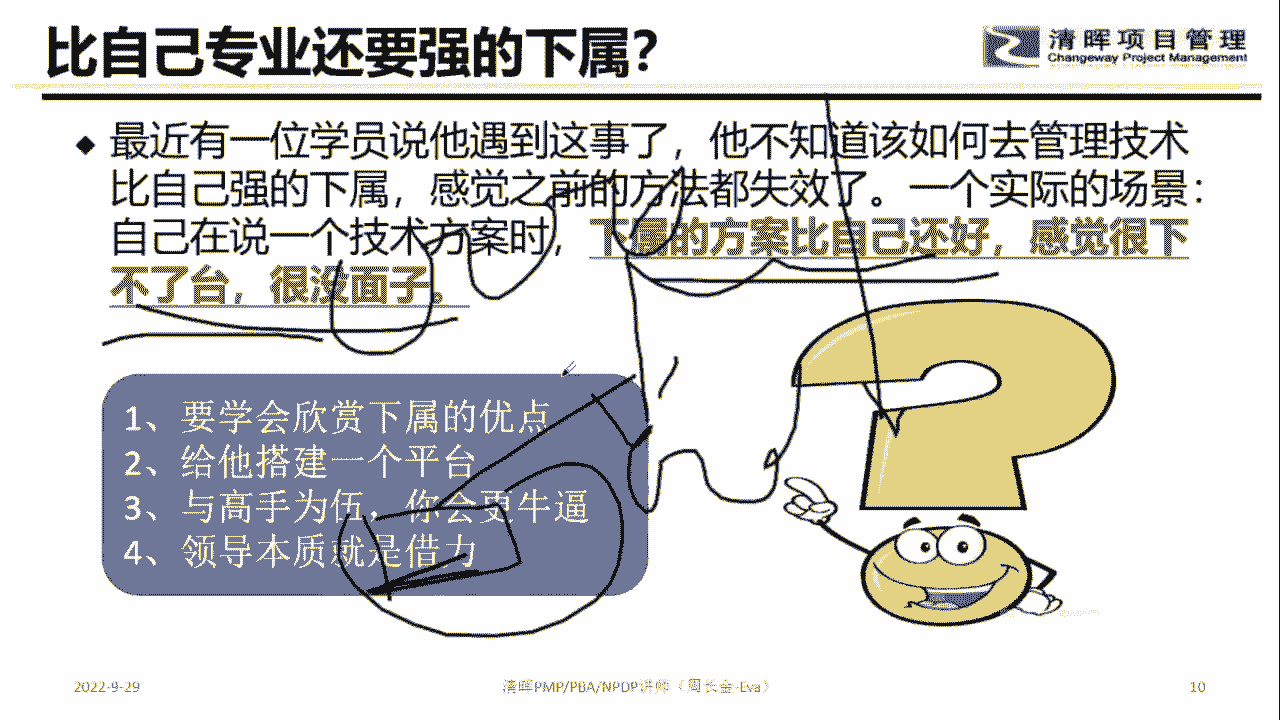 比自己专业还要强的下属?
清晖项目管理
Changeway Project Management
◆ 最近有一位学员说他遇到这事了，他不知道该如何去管理技术
比自己强的下属，感觉之前的方法都失效了。一个实际的场景：
自己在说一个技术方案时，下属的方案比自己还好，感觉很下
不了台，很没面子。
1、要学会欣赏下属的优点
2、给他搭建一个平台
3、与高手为伍，你会更牛逼
4、领导本质就是借力
2022-9-29
清晖PMP/PBA/NPDP讲师（周长金-Eva）
10